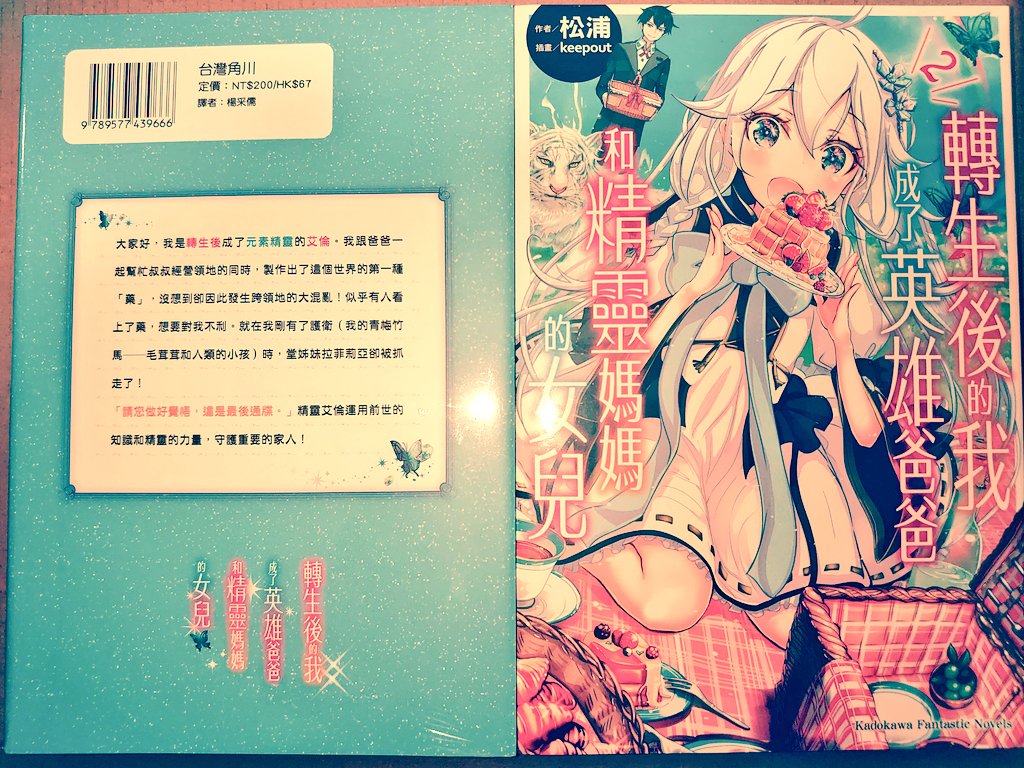 台灣角川
定價：NT$200/HK$67
譯者：楊采儒
9 789577 439666
大家好，我是轉生後成了元素精靈的艾倫。我跟爸爸一
起幫忙叔叔經營領地的同時，製作出了這個世界的第一種
「藥」，沒想到卻因此發生跨領地的大混亂！似乎有人看
上了藥，想要對我不利。就在我剛有了護衛（我的青梅竹
馬——毛茸茸和人類的小孩）時，堂姊妹拉菲莉亞卻被抓
走了！
「請您做好覺悟，這是最後通牒。」精靈艾倫運用前世的
知識和精靈的力量，守護重要的家人！
轉生後的我
成了英雄爸爸
和精靈媽媽
的女兒
作者／松浦
插畫／keepout
2
轉生後的我
成了英雄爸爸
和精靈媽媽
的女兒
Kadokawa Fantastic Novels